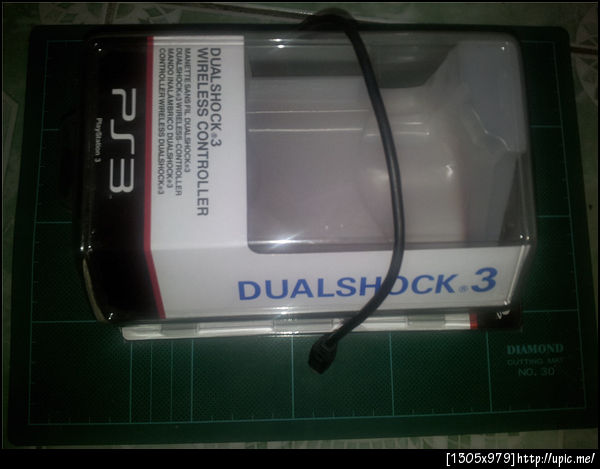 PS3
PlayStation 3
DUALSHOCK®3
WIRELESS CONTROLLER
MANETTE SANS FIL DUALSHOCK®3
DUALSHOCK®3 WIRELESS-CONTROLLER
MANDO INALÁMBRICO DUALSHOCK®3
CONTROLLER WIRELESS DUALSHOCK®3
DUALSHOCK®3
DIAMOND
CUTTING MAT
NO. 30
[1305x979]http://upic.me/